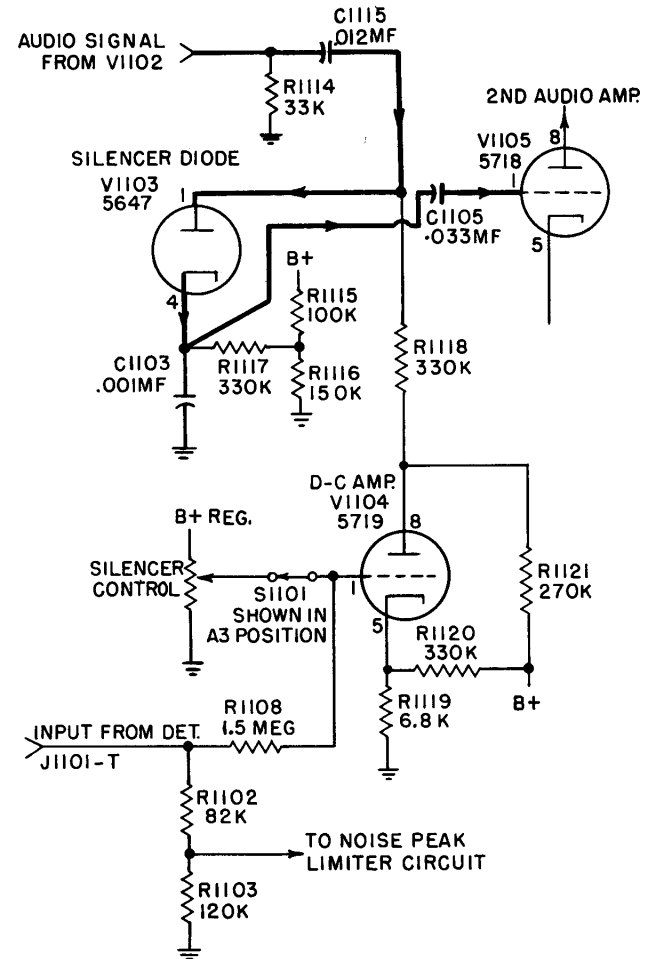 C1115
.012MF
AUDIO SIGNAL
FROM V1102
R1114
33K
2ND AUDIO AMP.
8
V1105
5718
1
5
SILENCER DIODE
V1103
5647
1
4
C1105
.033MF
B+
R1115
100K
R1117
330K
R1116
150K
C1103
.001MF
R1118
330K
D-C AMP.
V1104
5719
8
1
5
B+ REG.
SILENCER
CONTROL
S1101
SHOWN IN
A3 POSITION
R1121
270K
R1120
330K
B+
R1119
6.8K
R1108
1.5 MEG
INPUT FROM DET.
J1101-T
R1102
82K
TO NOISE PEAK
LIMITER CIRCUIT
R1103
120K